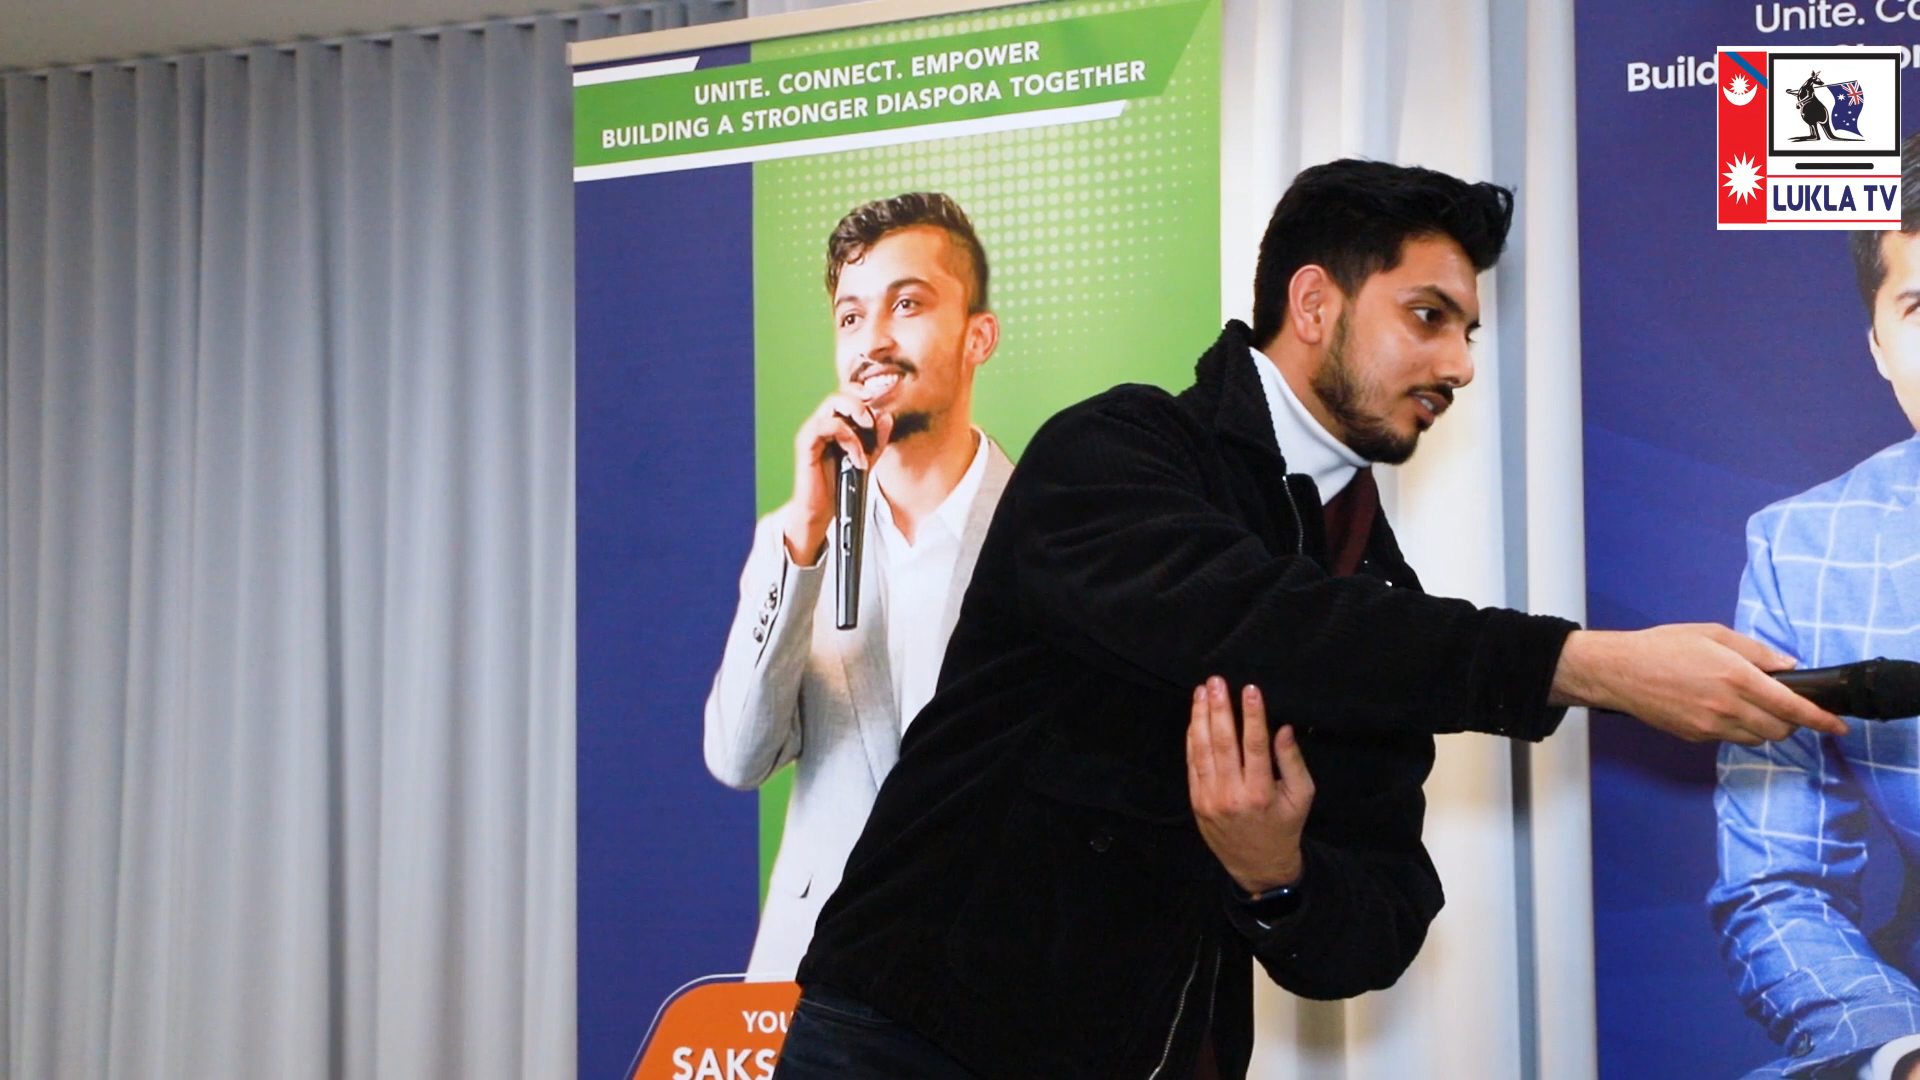 UNITE. CONNECT. EMPOWER
BUILDING A STRONGER DIASPORA TOGETHER
Unite. Co
Build
LUKLA TV
YOU
SAKS